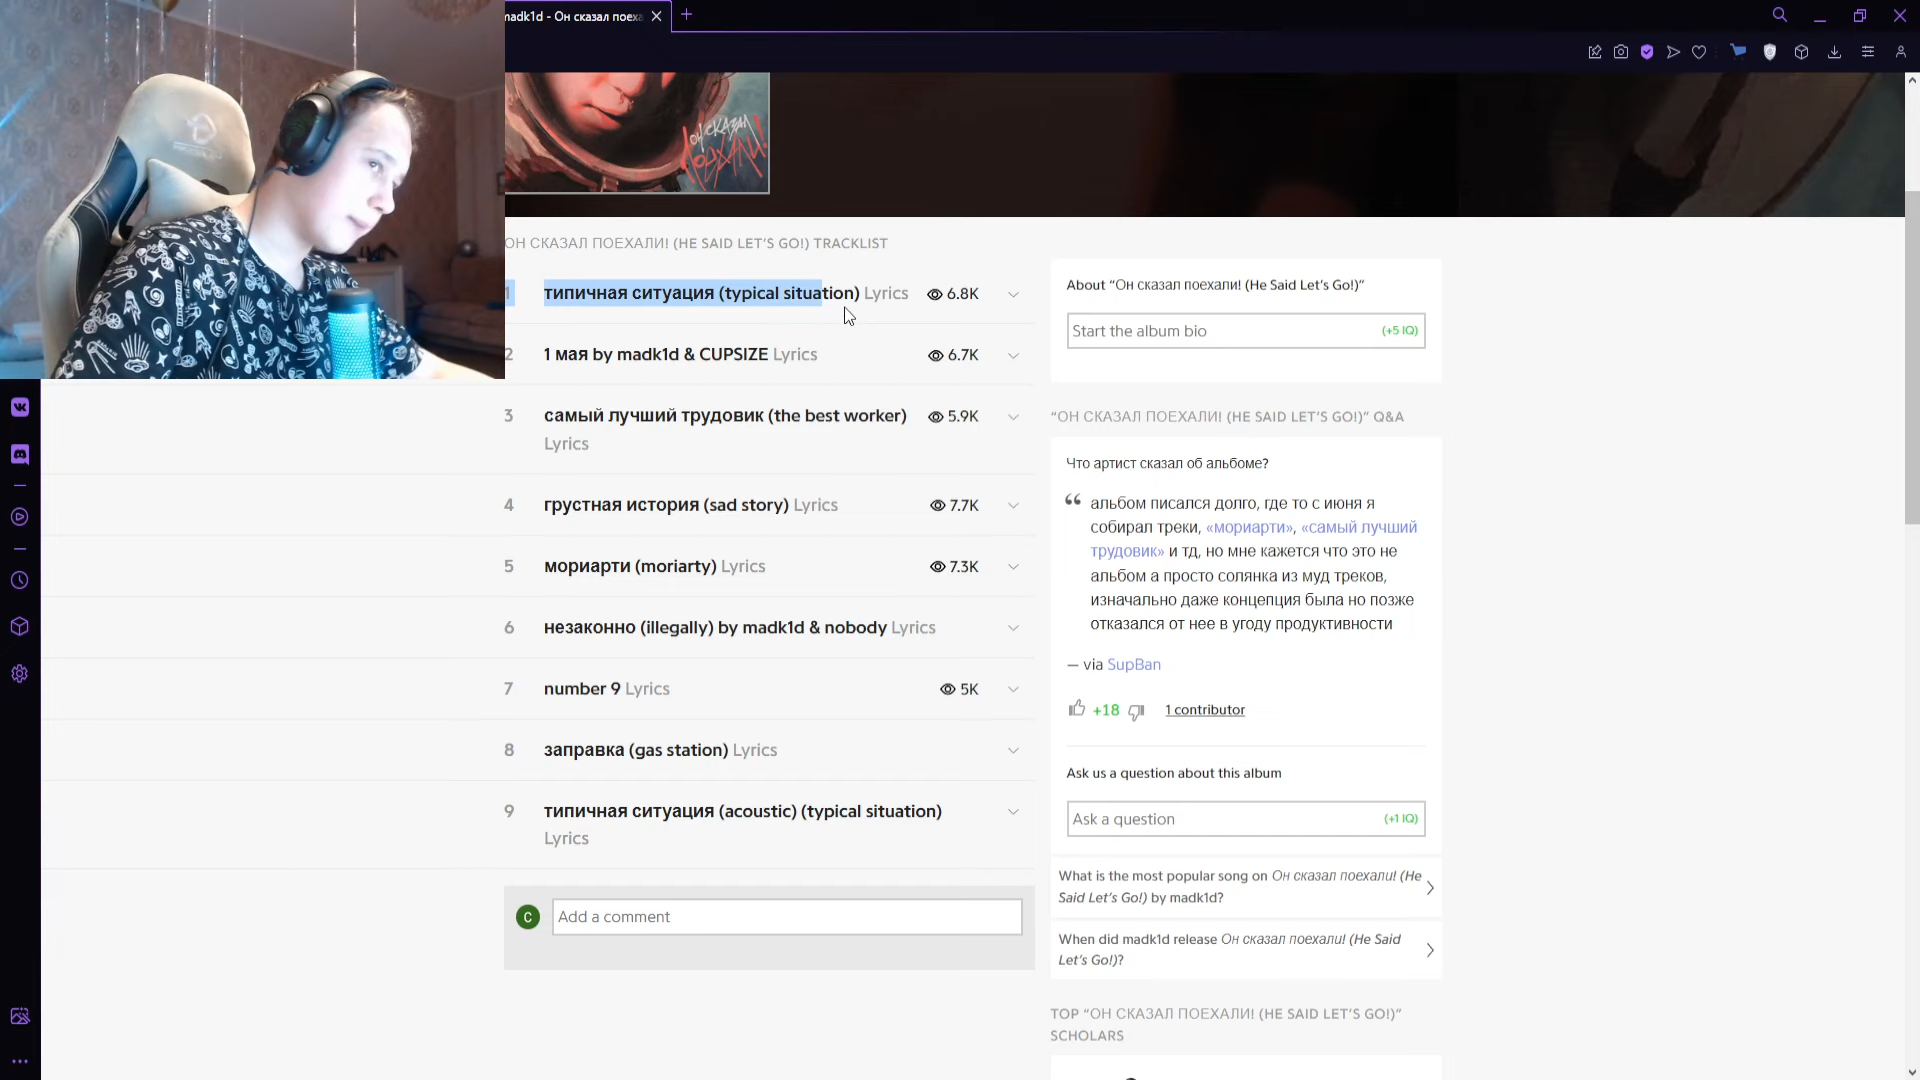 madk1d - Он сказал поеха
ОН СКАЗАЛ
ПОЕХАЛИ!
ОН СКАЗАЛ ПОЕХАЛИ! (HE SAID LET'S GO!) TRACKLIST
1 типичная ситуация (typical situation) Lyrics 6.8K
2 1 мая by madk1d & CUPSIZE Lyrics 6.7K
3 самый лучший трудовик (the best worker) 5.9K
Lyrics
4 грустная история (sad story) Lyrics 7.7K
5 мориарти (moriarty) Lyrics 7.3K
6 незаконно (illegally) by madk1d & nobody Lyrics
7 number 9 Lyrics 5K
8 заправка (gas station) Lyrics
9 типичная ситуация (acoustic) (typical situation)
Lyrics
C Add a comment
About “Он сказал поехали! (He Said Let’s Go!)”
Start the album bio (+5 IQ)
“ОН СКАЗАЛ ПОЕХАЛИ! (HE SAID LET'S GO!)” Q&A
Что артист сказал об альбоме?
“ альбом писался долго, где то с июня я
собирал треки, «мориарти», «самый лучший
трудовик» и тд, но мне кажется что это не
альбом а просто солянка из муд треков,
изначально даже концепция была но позже
отказался от нее в угоду продуктивности
— via SupBan
+18 1 contributor
Ask us a question about this album
Ask a question (+1 IQ)
What is the most popular song on Он сказал поехали! (He
Said Let’s Go!) by madk1d?
When did madk1d release Он сказал поехали! (He Said
Let’s Go!)?
TOP “ОН СКАЗАЛ ПОЕХАЛИ! (HE SAID LET'S GO!)”
SCHOLARS